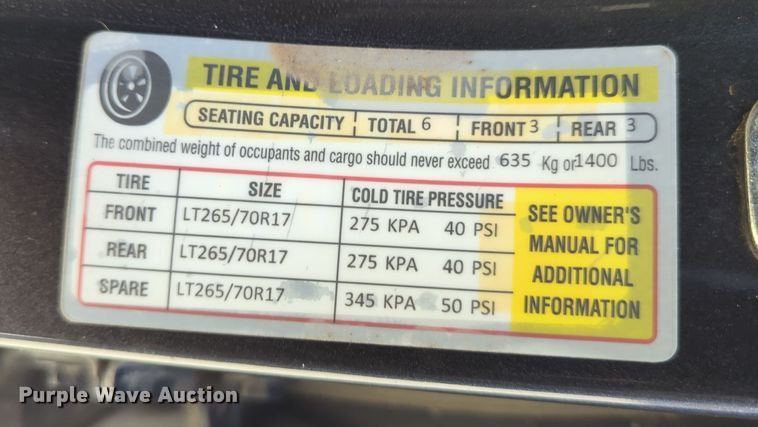 TIRE AND LOADING INFORMATION
SEATING CAPACITY TOTAL 6 FRONT 3 REAR 3
The combined weight of occupants and cargo should never exceed 635 Kg or 1400 Lbs.
TIRE SIZE COLD TIRE PRESSURE
FRONT LT265/70R17 275 KPA 40 PSI
REAR LT265/70R17 275 KPA 40 PSI
SPARE LT265/70R17 345 KPA 50 PSI
SEE OWNER'S
MANUAL FOR
ADDITIONAL
INFORMATION
Purple Wave Auction